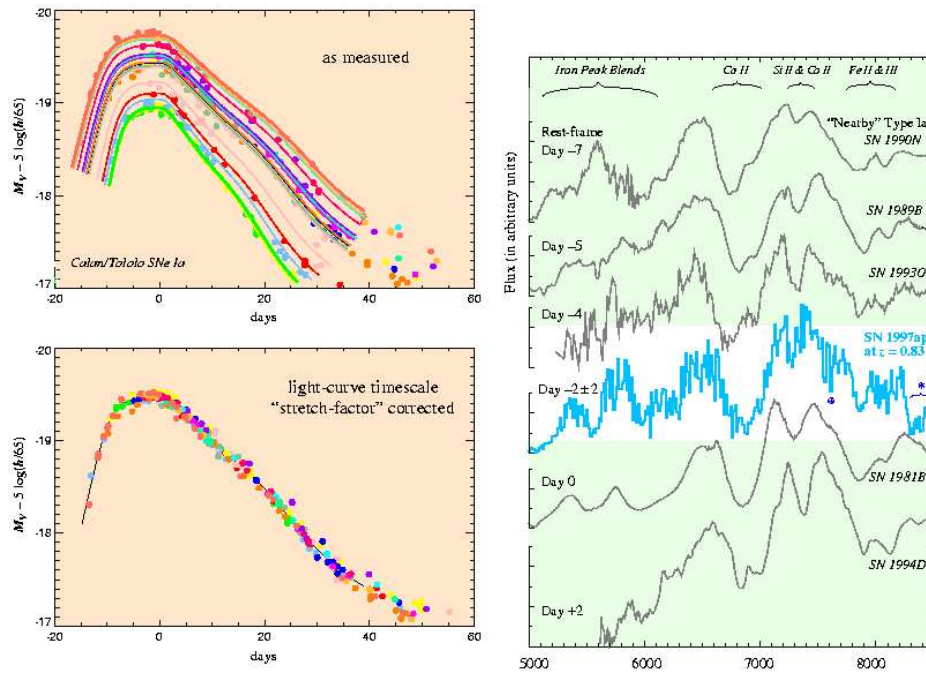 -20
-19
-18
-17
M_V – 5 log(h/65)
as measured
Calan/Tololo SNe Ia
-20 0 20 40 60
days
-20
-19
-18
-17
M_V – 5 log(h/65)
light-curve timescale
“stretch-factor” corrected
-20 0 20 40 60
days
Flux (in arbitrary units)
Iron Peak Blends Ca II Si II & Co II Fe II & III
“Nearby” Type Ia
Rest-frame
Day –7
SN 1990N
SN 1989B
Day –5
SN 1993O
Day –4
SN 1997ap
at z = 0.83
Day –2±2
Day 0
SN 1981B
SN 1994D
Day +2
5000 6000 7000 8000